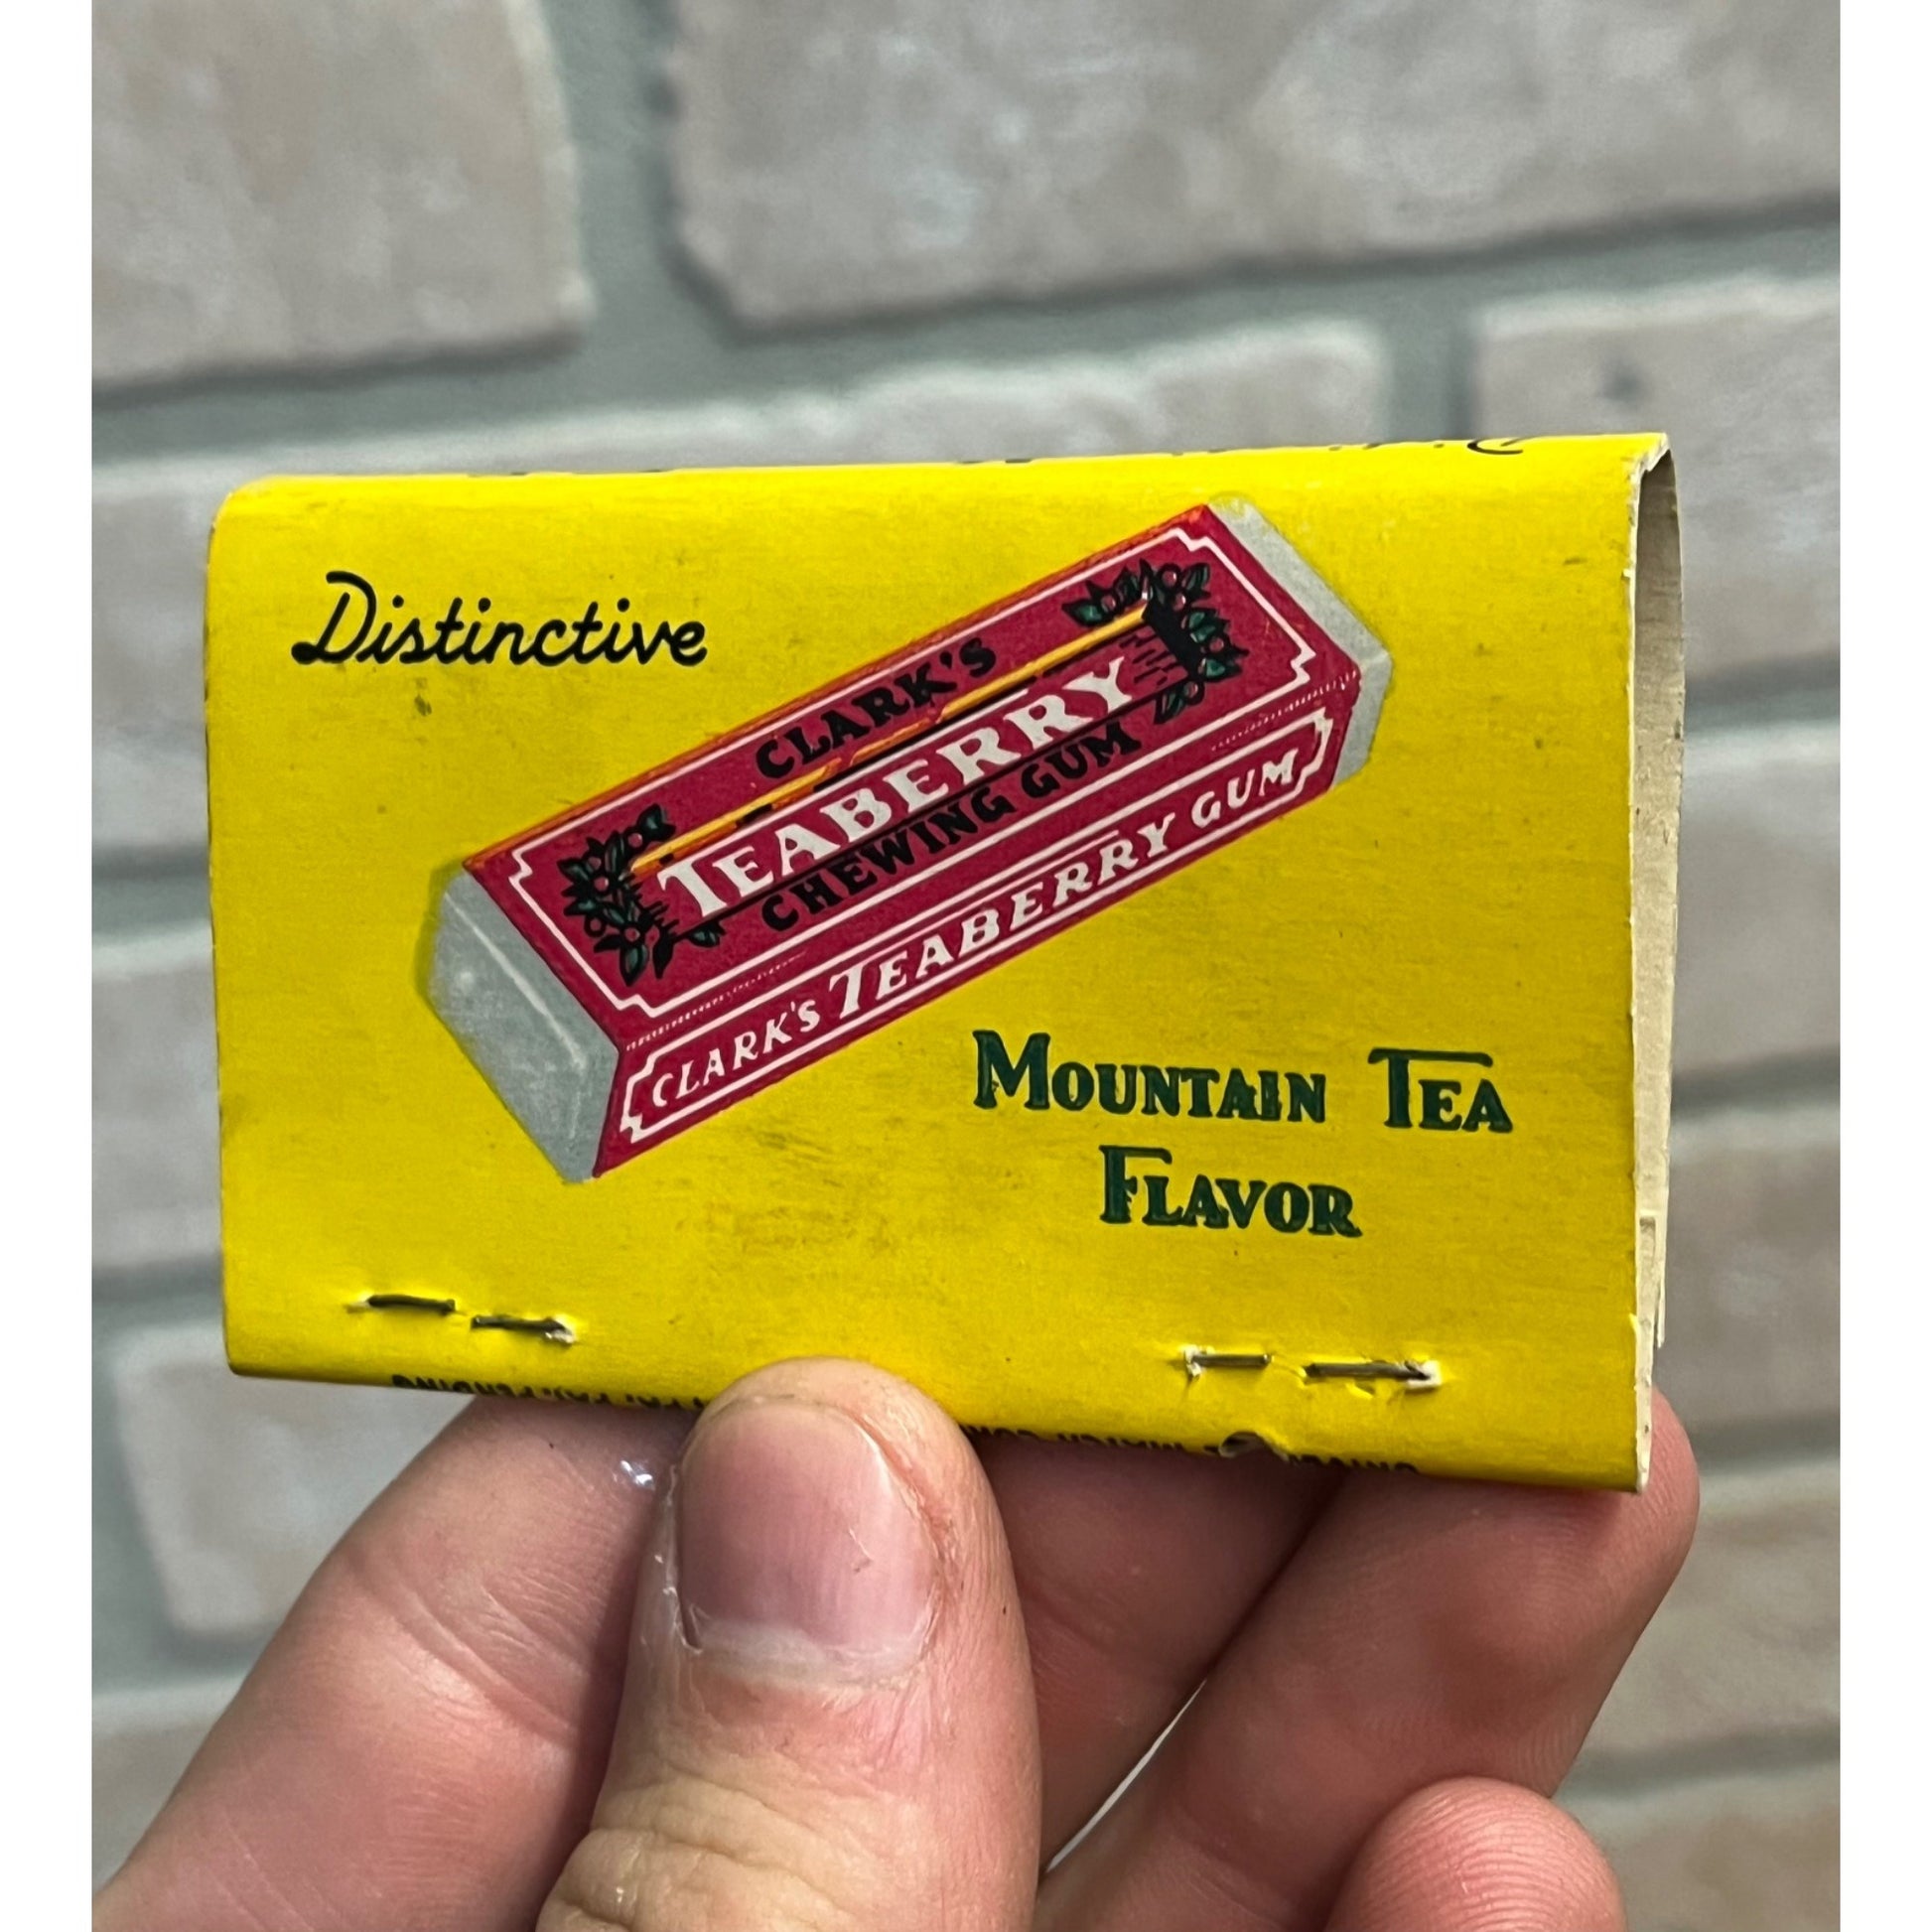 Distinctive
CLARK'S
TEABERRY
CHEWING GUM
CLARK'S TEABERRY GUM
MOUNTAIN TEA
FLAVOR